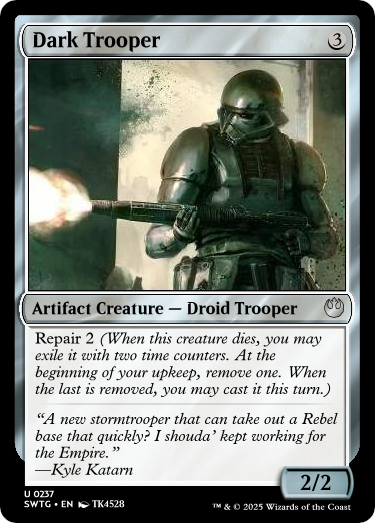 Dark Trooper 3
Artifact Creature — Droid Trooper
Repair 2 (When this creature dies, you may
exile it with two time counters. At the
beginning of your upkeep, remove one. When
the last is removed, you may cast it this turn.)
“A new stormtrooper that can take out a Rebel
base that quickly? I shouda’ kept working for
the Empire.”
—Kyle Katarn
2/2
U 0237
SWTG • EN TK4528
™ & © 2025 Wizards of the Coast